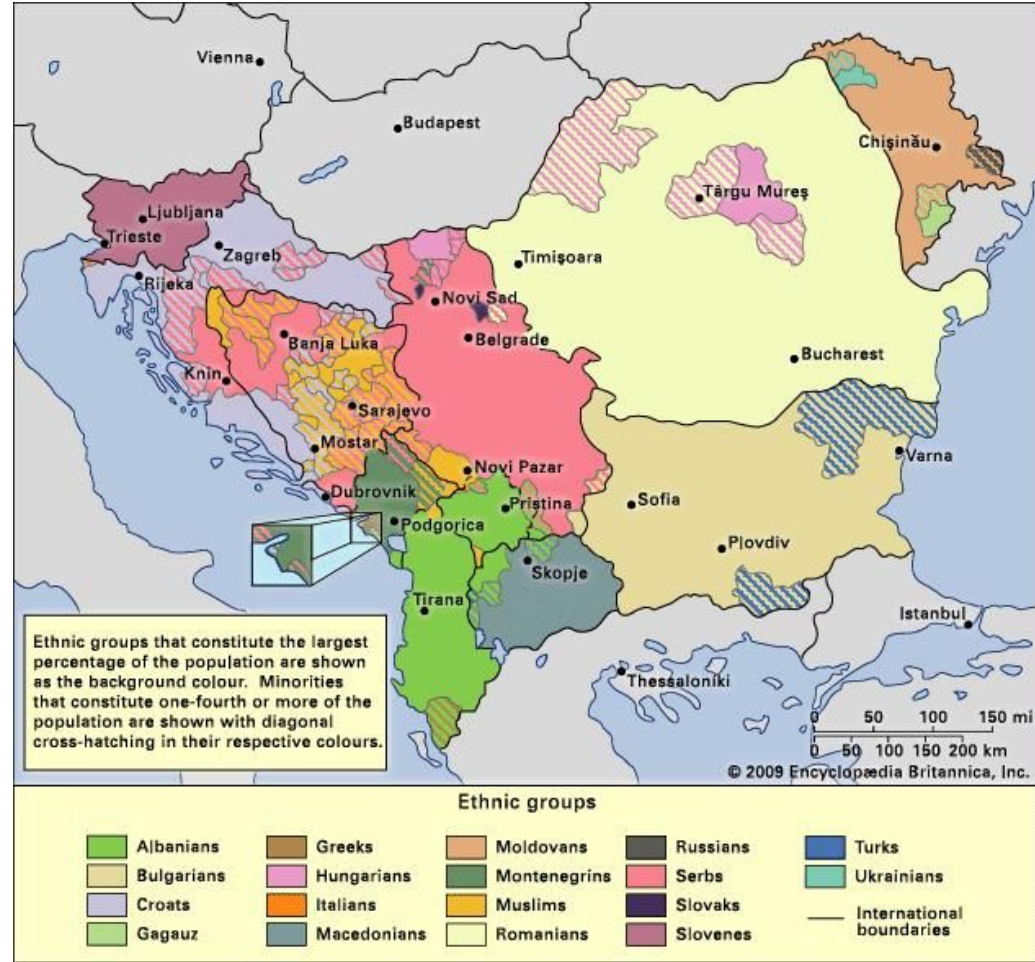 Vienna
Budapest
Chişinău
Târgu Mureş
Ljubljana
Trieste
Zagreb
Timişoara
Rijeka
Novi Sad
Belgrade
Banja Luka
Bucharest
Knin
Sarajevo
Mostar
Varna
Novi Pazar
Dubrovnik
Pristina
Sofia
Podgorica
Plovdiv
Skopje
Tirana
Istanbul
Thessaloniki
Ethnic groups that constitute the largest
percentage of the population are shown
as the background colour. Minorities
that constitute one-fourth or more of the
population are shown with diagonal
cross-hatching in their respective colours.
0 50 100 150 mi
0 50 100 150 200 km
© 2009 Encyclopædia Britannica, Inc.
Ethnic groups
Albanians
Bulgarians
Croats
Gagauz
Greeks
Hungarians
Italians
Macedonians
Moldovans
Montenegrins
Muslims
Romanians
Russians
Serbs
Slovaks
Slovenes
Turks
Ukrainians
International
boundaries